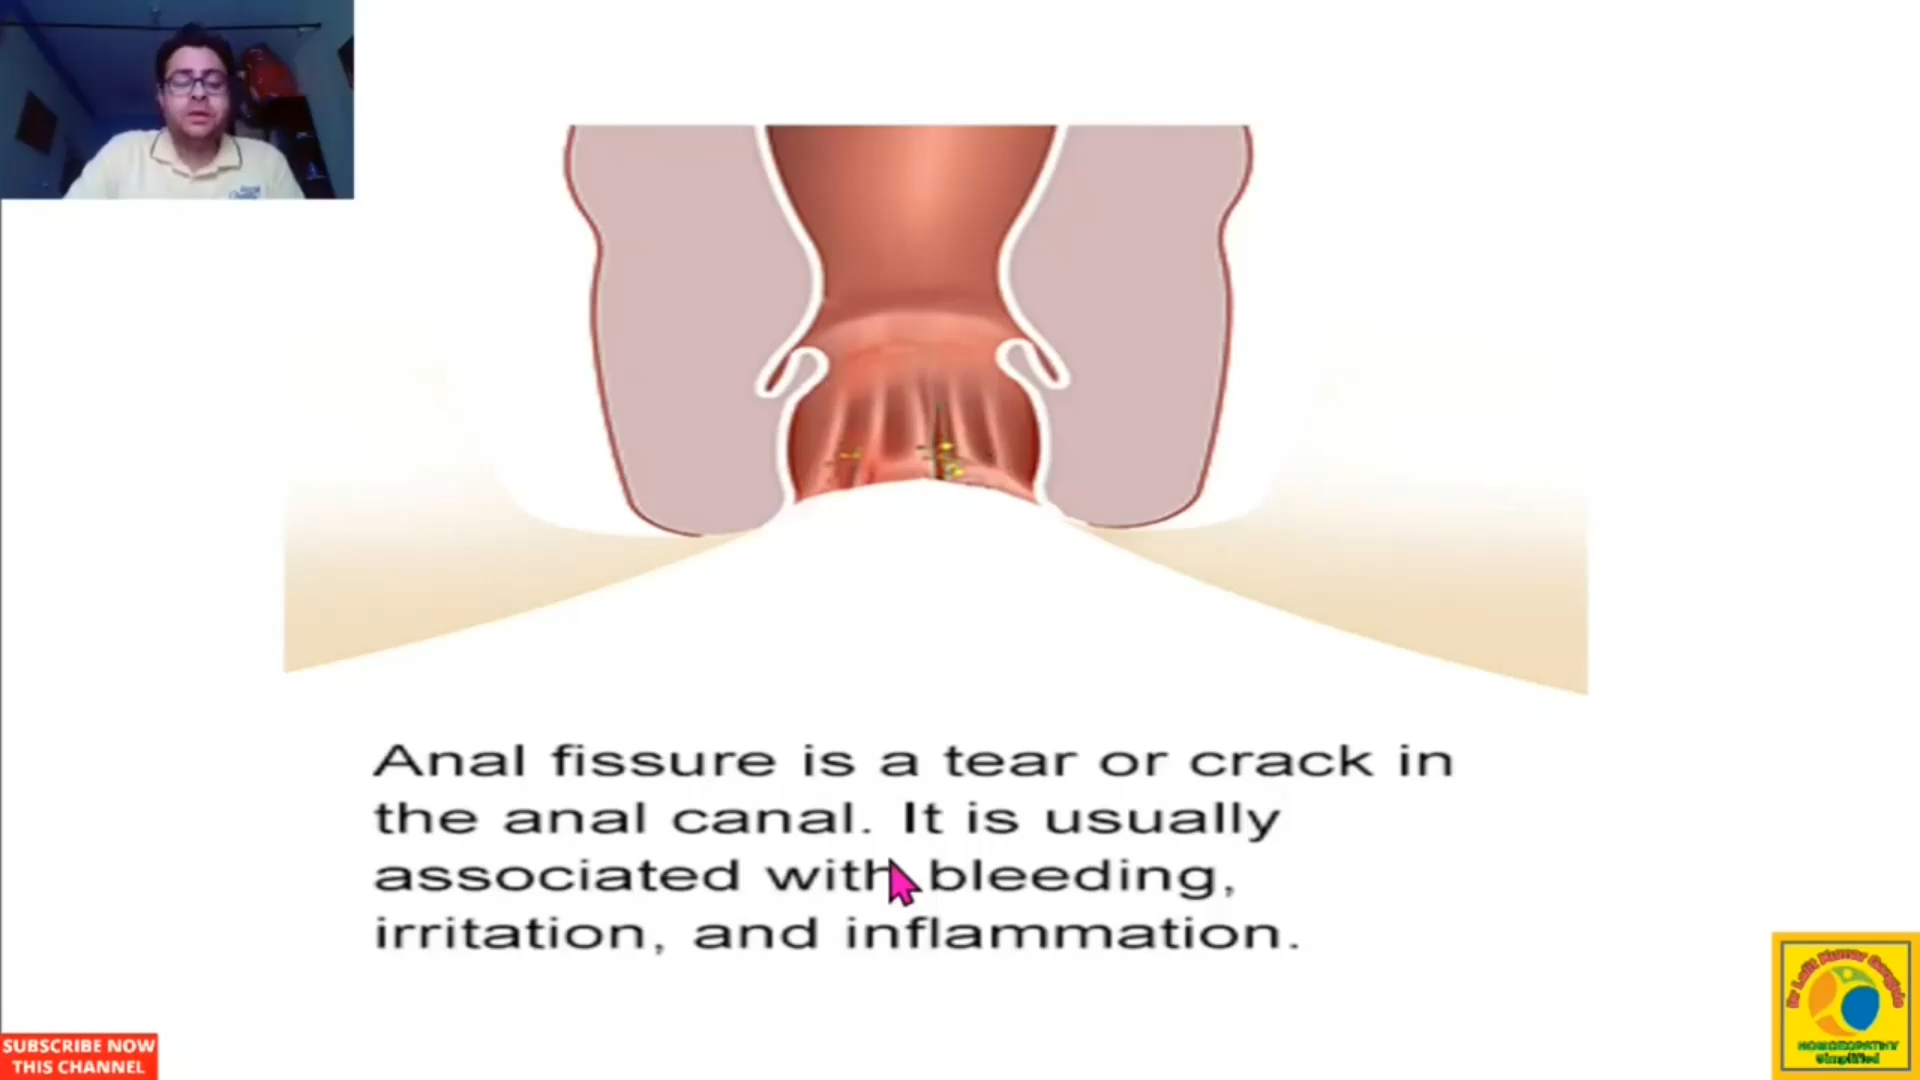 Anal fissure is a tear or crack in
the anal canal. It is usually
associated with bleeding,
irritation, and inflammation.
SUBSCRIBE NOW
THIS CHANNEL
HOMOEOPATHY
Simplified